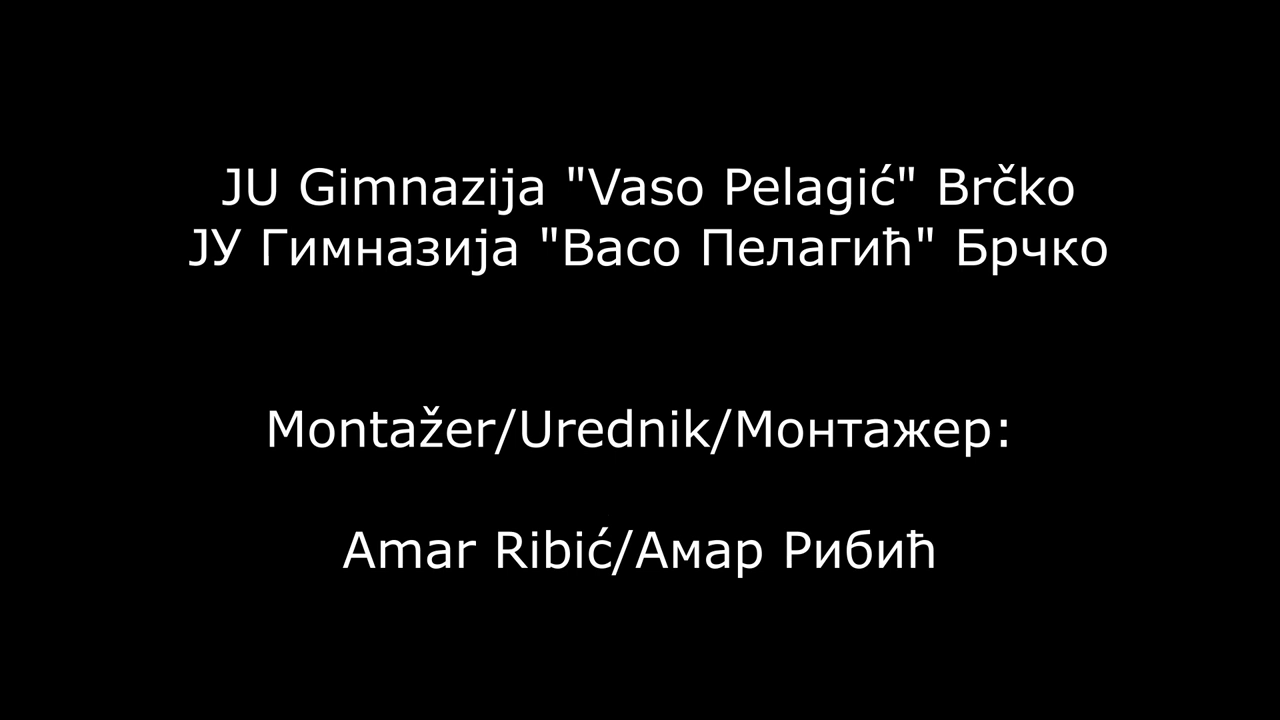 JU Gimnazija "Vaso Pelagić" Brčko
ЈУ Гимназија "Васо Пелагић" Брчко
Montažer/Urednik/Монтажер:
Amar Ribić/Амар Рибић